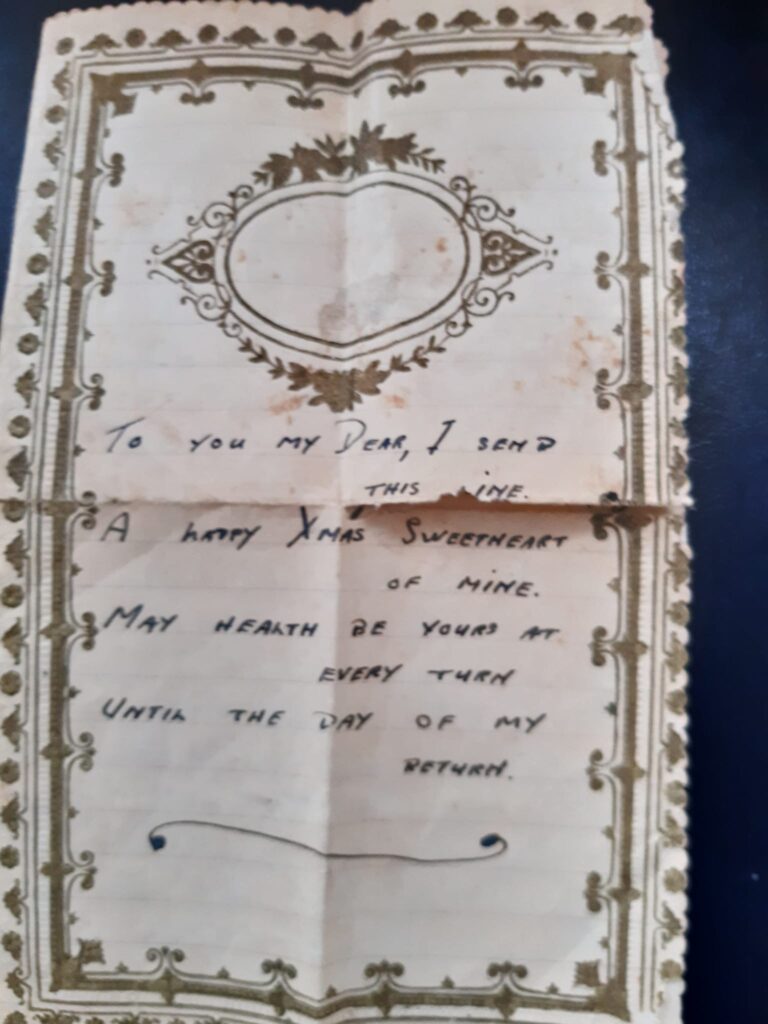 To you my Dear, I send
this line.
A happy Xmas Sweetheart
of mine.
May health be yours at
every turn
Until the day of my
return.